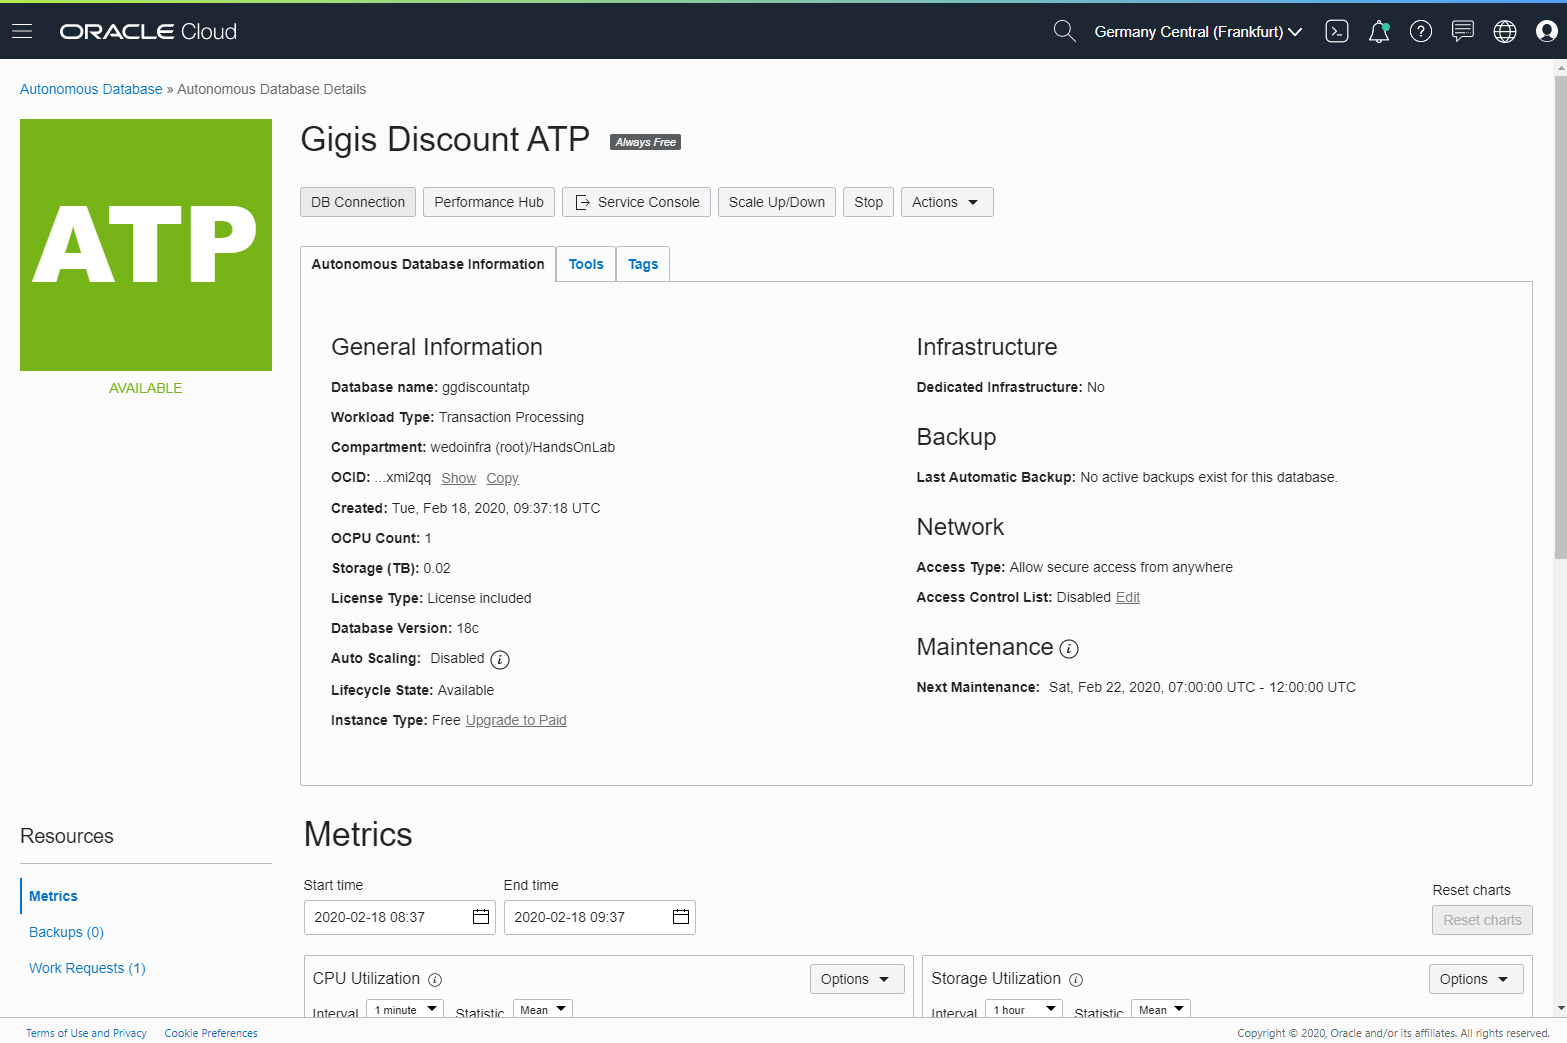 ORACLE Cloud
Germany Central (Frankfurt)
Autonomous Database » Autonomous Database Details
ATP
AVAILABLE
Gigis Discount ATP
Always Free
DB Connection
Performance Hub
Service Console
Scale Up/Down
Stop
Actions
Autonomous Database Information
Tools
Tags
General Information
Database name: ggdiscountatp
Workload Type: Transaction Processing
Compartment: wedoinfra (root)/HandsOnLab
OCID: ...xmi2qq Show Copy
Created: Tue, Feb 18, 2020, 09:37:18 UTC
OCPU Count: 1
Storage (TB): 0.02
License Type: License included
Database Version: 18c
Auto Scaling: Disabled i
Lifecycle State: Available
Instance Type: Free Upgrade to Paid
Infrastructure
Dedicated Infrastructure: No
Backup
Last Automatic Backup: No active backups exist for this database.
Network
Access Type: Allow secure access from anywhere
Access Control List: Disabled Edit
Maintenance i
Next Maintenance: Sat, Feb 22, 2020, 07:00:00 UTC - 12:00:00 UTC
Resources
Metrics
Backups (0)
Work Requests (1)
Metrics
Start time
End time
2020-02-18 08:37
2020-02-18 09:37
Reset charts
Reset charts
CPU Utilization i
Options
Interval 1 minute Statistic Mean
Storage Utilization i
Options
Interval 1 hour Statistic Mean
Terms of Use and Privacy Cookie Preferences
Copyright © 2020, Oracle and/or its affiliates. All rights reserved.